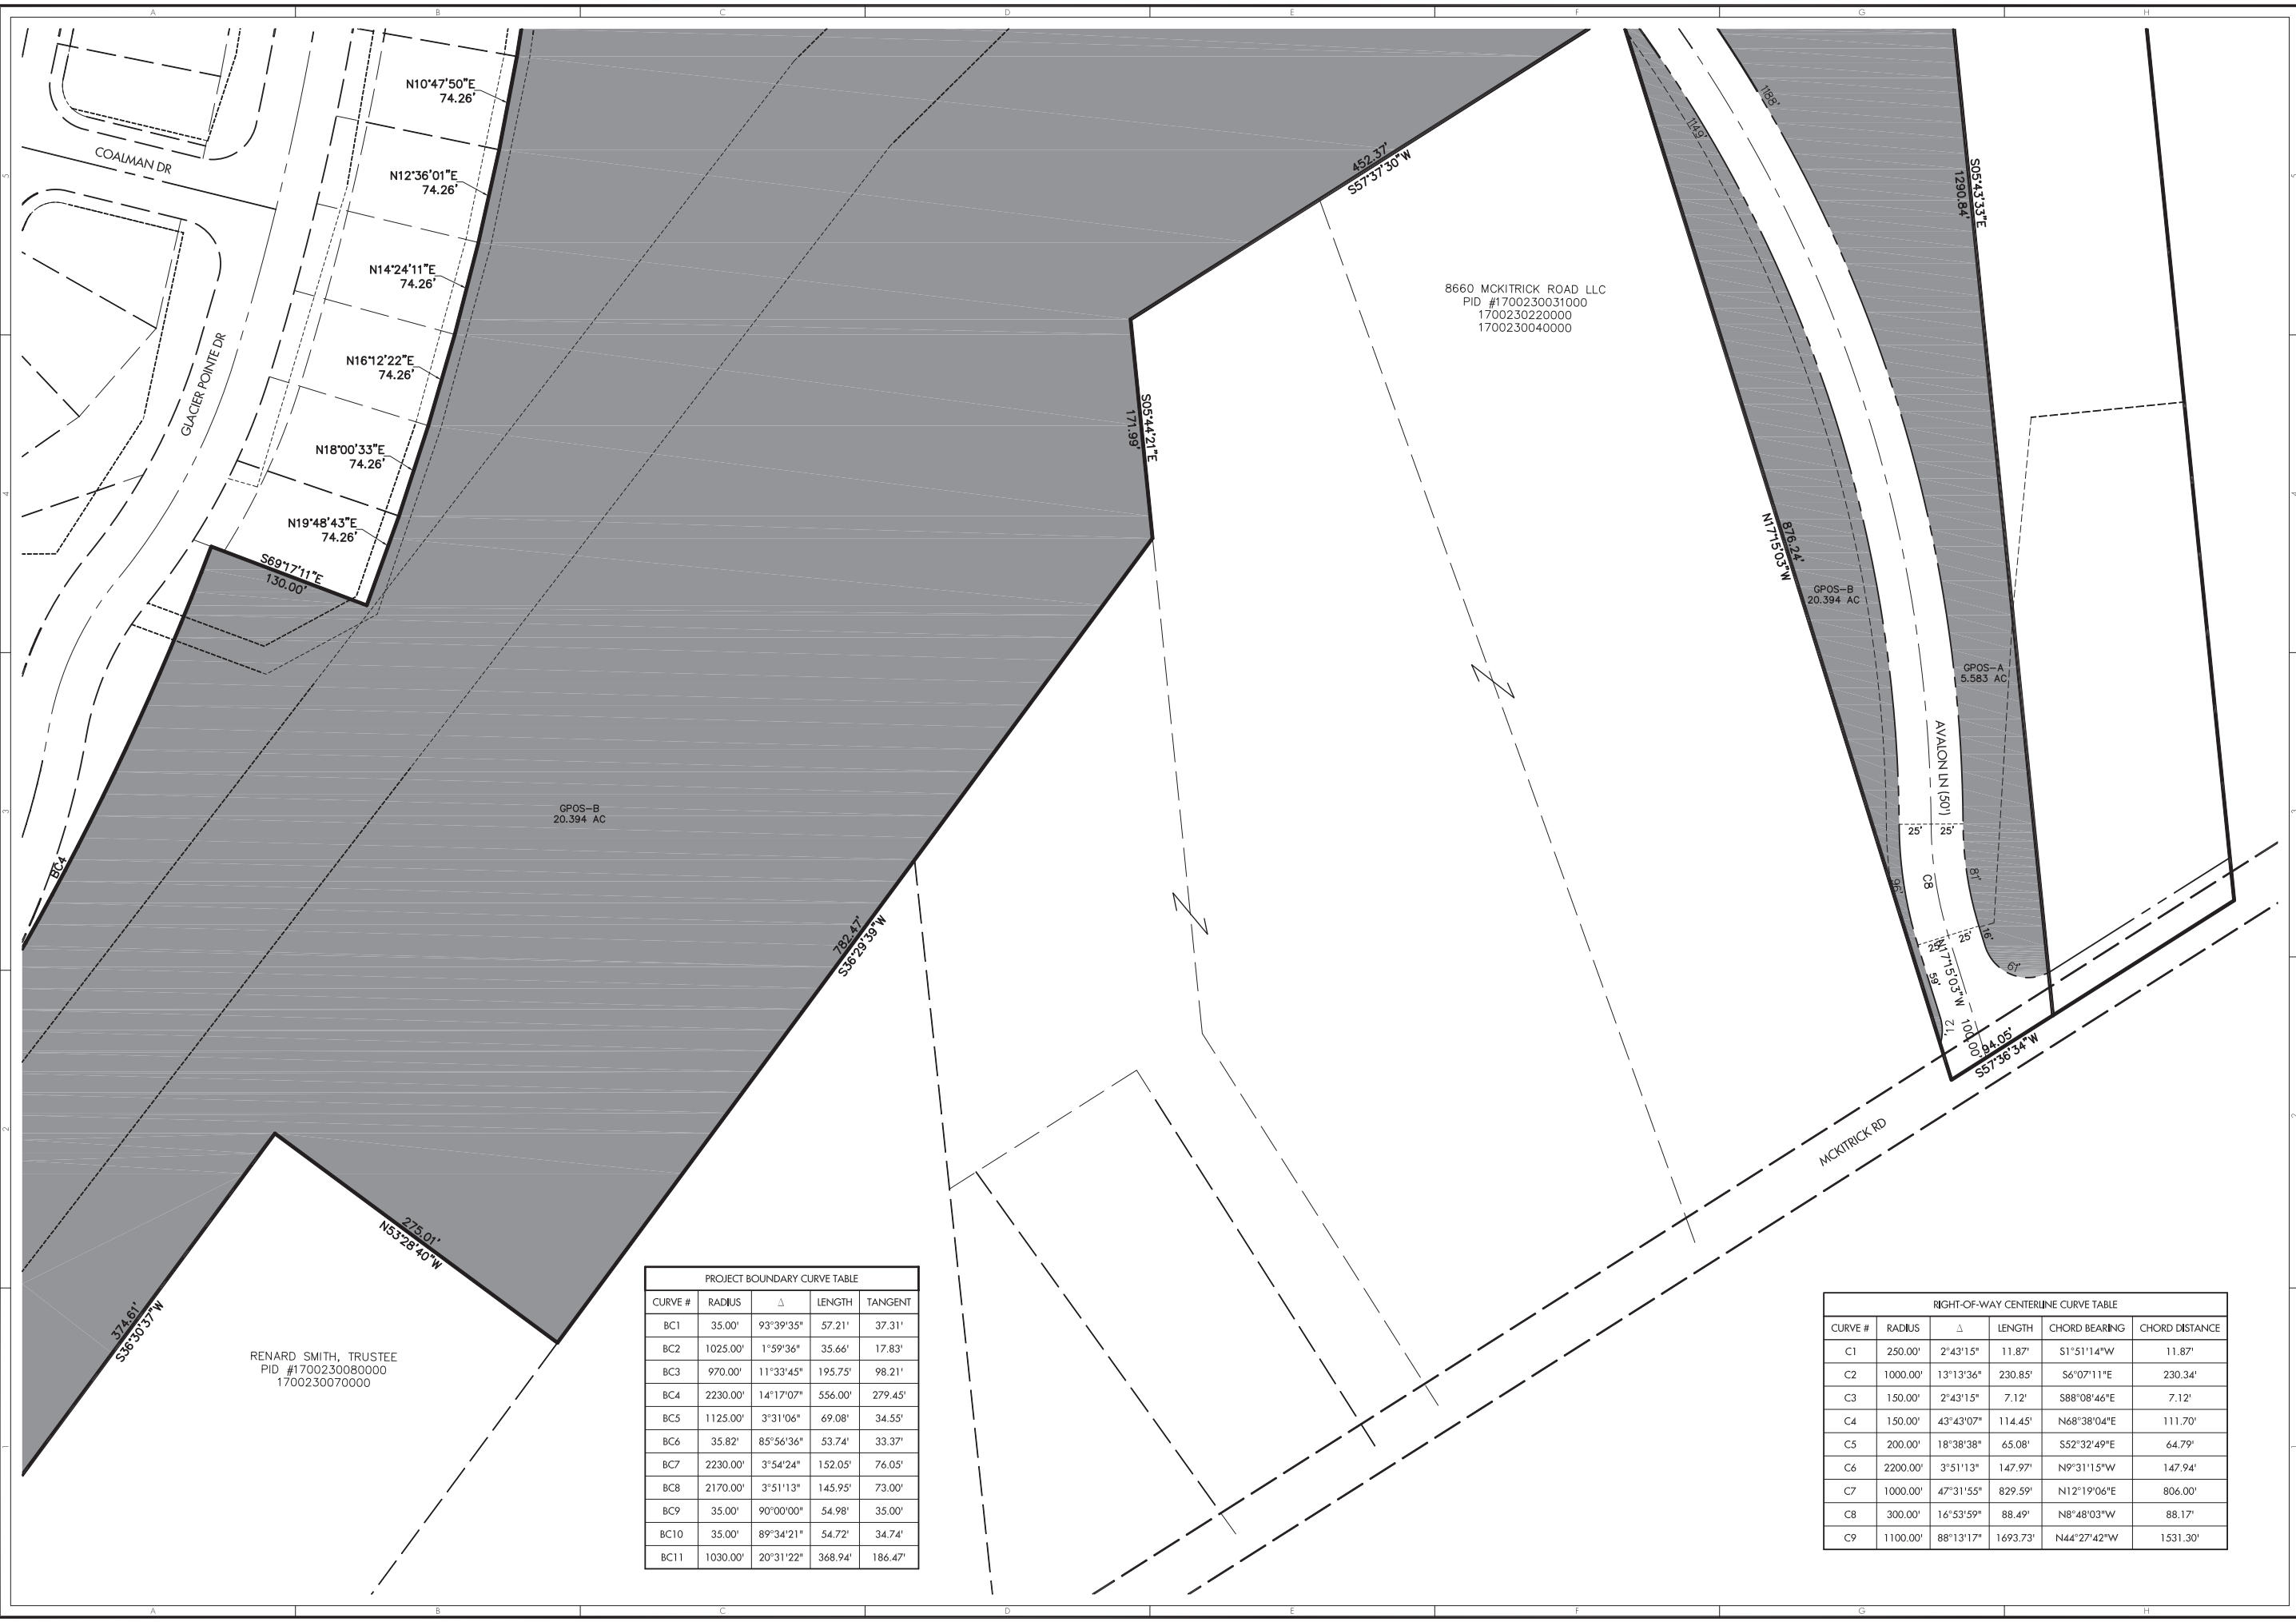 A B C D E F G H
5
4
3
2
1
N10°47'50"E
74.26'
COALMAN DR
N12°36'01"E
74.26'
N14°24'11"E
74.26'
GLACIER POINTE DR
N16°12'22"E
74.26'
N18°00'33"E
74.26'
N19°48'43"E
74.26'
S69°17'11"E
130.00'
BC4
GPOS-B
20.394 AC
452.37'
S57°37'30"W
S05°44'21"E
171.99'
782.47'
S36°29'39"W
275.01'
N53°28'40"W
374.61'
S36°30'37"W
RENARD SMITH, TRUSTEE
PID #1700230080000
1700230070000
8660 MCKITRICK ROAD LLC
PID #1700230031000
1700230220000
1700230040000
1188'
1149'
S05°43'33"E
1290.84'
876.24'
N17°15'03"W
GPOS-B
20.394 AC
GPOS-A
5.583 AC
AVALON LN (50')
25' 25'
C8
96'
81'
25' 25'
16'
61'
N17°15'03"W 100.00'
59'
12'
94.05'
S57°36'34"W
MCKITRICK RD
PROJECT BOUNDARY CURVE TABLE
CURVE # RADIUS Δ LENGTH TANGENT
BC1 35.00' 93°39'35" 57.21' 37.31'
BC2 1025.00' 1°59'36" 35.66' 17.83'
BC3 970.00' 11°33'45" 195.75' 98.21'
BC4 2230.00' 14°17'07" 556.00' 279.45'
BC5 1125.00' 3°31'06" 69.08' 34.55'
BC6 35.82' 85°56'36" 53.74' 33.37'
BC7 2230.00' 3°54'24" 152.05' 76.05'
BC8 2170.00' 3°51'13" 145.95' 73.00'
BC9 35.00' 90°00'00" 54.98' 35.00'
BC10 35.00' 89°34'21" 54.72' 34.74'
BC11 1030.00' 20°31'22" 368.94' 186.47'
RIGHT-OF-WAY CENTERLINE CURVE TABLE
CURVE # RADIUS Δ LENGTH CHORD BEARING CHORD DISTANCE
C1 250.00' 2°43'15" 11.87' S1°51'14"W 11.87'
C2 1000.00' 13°13'36" 230.85' S6°07'11"E 230.34'
C3 150.00' 2°43'15" 7.12' S88°08'46"E 7.12'
C4 150.00' 43°43'07" 114.45' N68°38'04"E 111.70'
C5 200.00' 18°38'38" 65.08' S52°32'49"E 64.79'
C6 2200.00' 3°51'13" 147.97' N9°31'15"W 147.94'
C7 1000.00' 47°31'55" 829.59' N12°19'06"E 806.00'
C8 300.00' 16°53'59" 88.49' N8°48'03"W 88.17'
C9 1100.00' 88°13'17" 1693.73' N44°27'42"W 1531.30'
A B C D E F G H